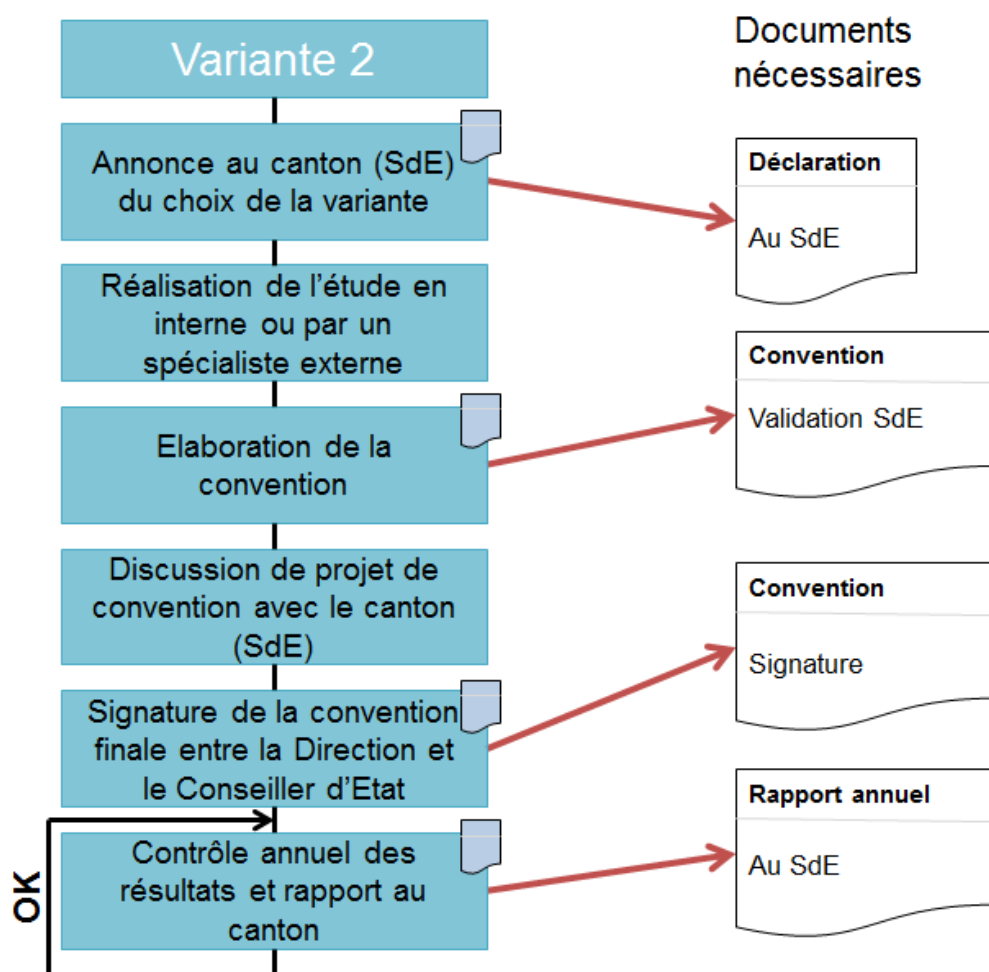 Variante 2
Documents
nécessaires
Annonce au canton (SdE)
du choix de la variante
Déclaration
Au SdE
Réalisation de l'étude en
interne ou par un
spécialiste externe
Elaboration de la
convention
Convention
Validation SdE
Discussion de projet de
convention avec le canton
(SdE)
Signature de la convention
finale entre la Direction et
le Conseiller d'Etat
Convention
Signature
Contrôle annuel des
résultats et rapport au
canton
Rapport annuel
Au SdE
OK